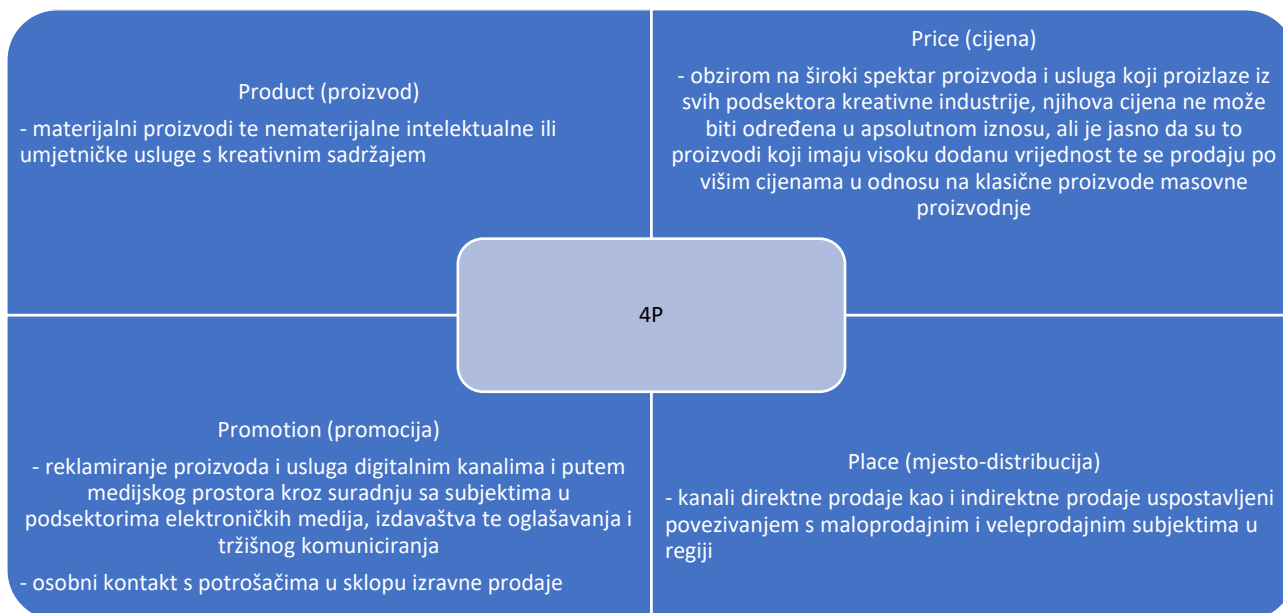 Product (proizvod)
- materijalni proizvodi te nematerijalne intelektualne ili
umjetničke usluge s kreativnim sadržajem
Price (cijena)
- obzirom na široki spektar proizvoda i usluga koji proizlaze iz
svih podsektora kreativne industrije, njihova cijena ne može
biti određena u apsolutnom iznosu, ali je jasno da su to
proizvodi koji imaju visoku dodanu vrijednost te se prodaju po
višim cijenama u odnosu na klasične proizvode masovne
proizvodnje
4P
Promotion (promocija)
- reklamiranje proizvoda i usluga digitalnim kanalima i putem
medijskog prostora kroz suradnju sa subjektima u
podsektorima elektroničkih medija, izdavaštva te oglašavanja i
tržišnog komuniciranja
- osobni kontakt s potrošačima u sklopu izravne prodaje
Place (mjesto-distribucija)
- kanali direktne prodaje kao i indirektne prodaje uspostavljeni
povezivanjem s maloprodajnim i veleprodajnim subjektima u
regiji